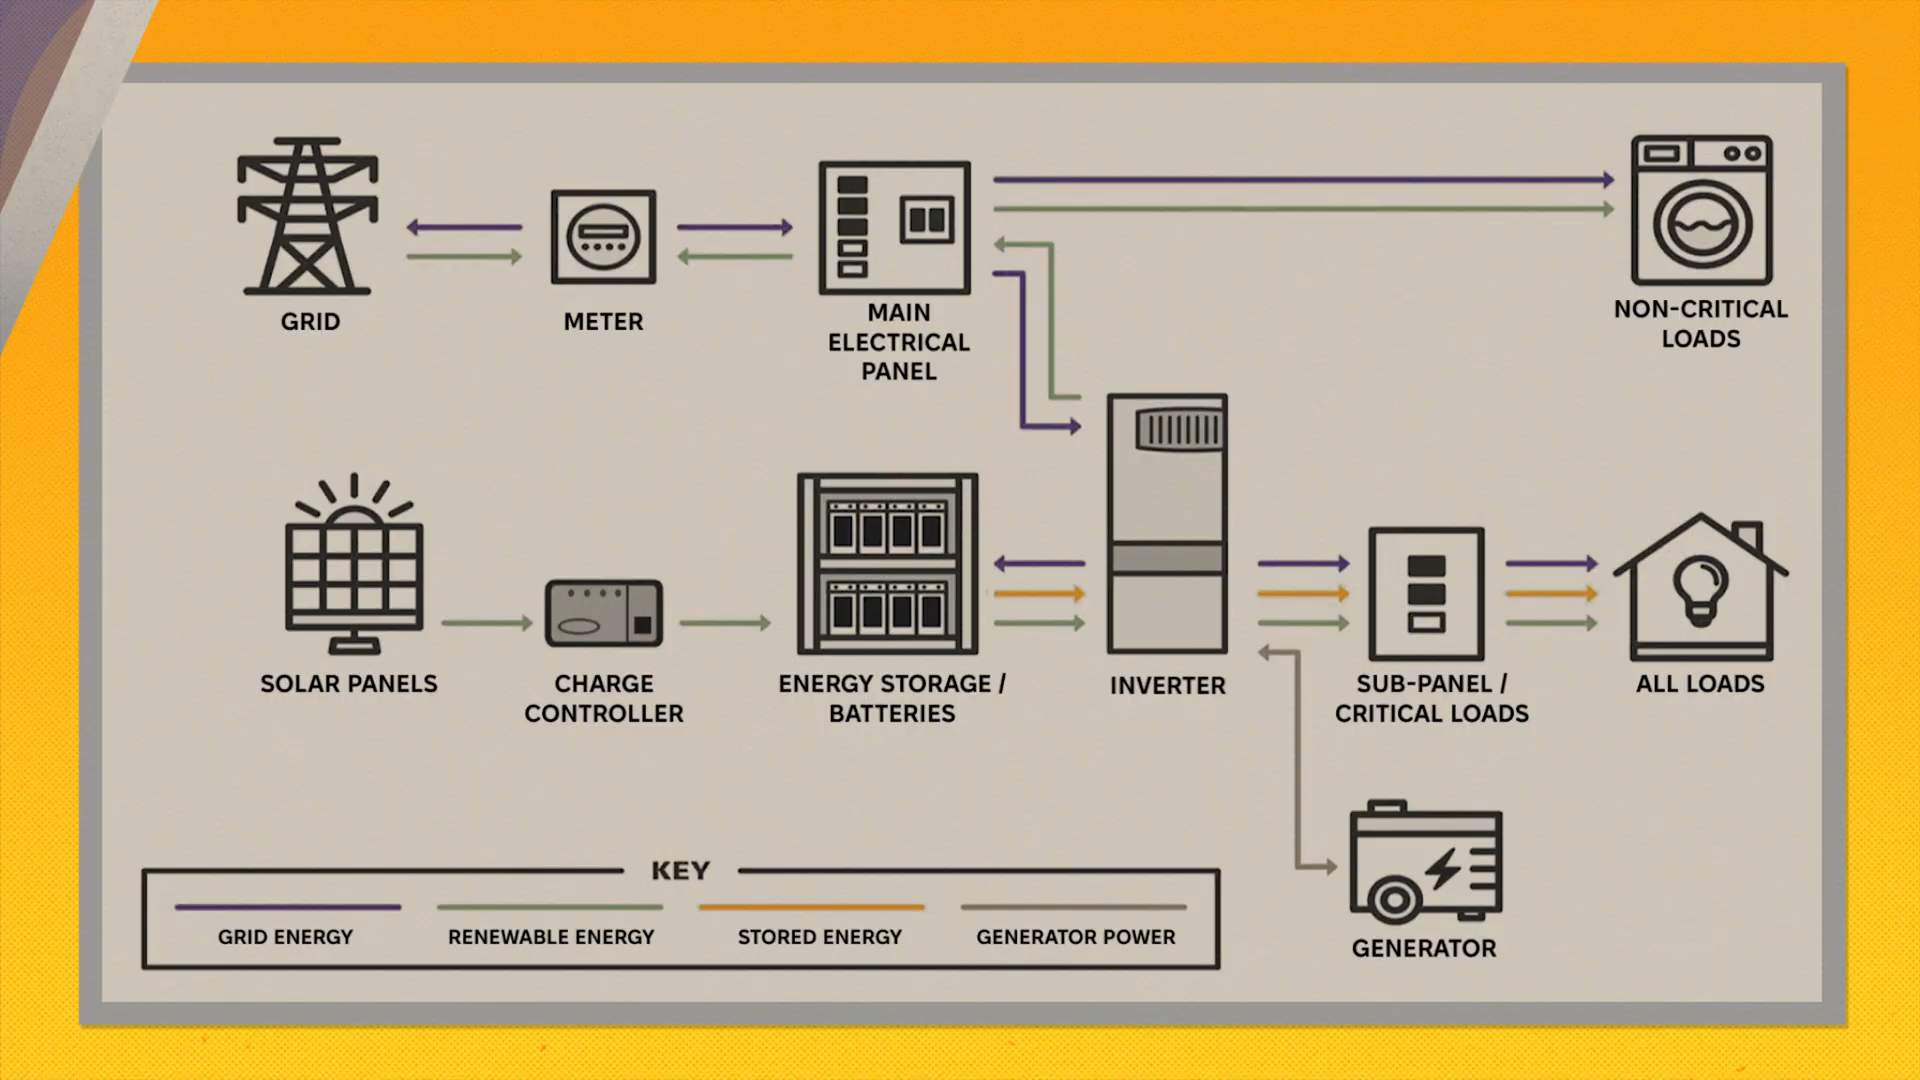 GRID
METER
MAIN
ELECTRICAL
PANEL
NON-CRITICAL
LOADS
SOLAR PANELS
CHARGE
CONTROLLER
ENERGY STORAGE /
BATTERIES
INVERTER
SUB-PANEL /
CRITICAL LOADS
ALL LOADS
GENERATOR
KEY
GRID ENERGY
RENEWABLE ENERGY
STORED ENERGY
GENERATOR POWER